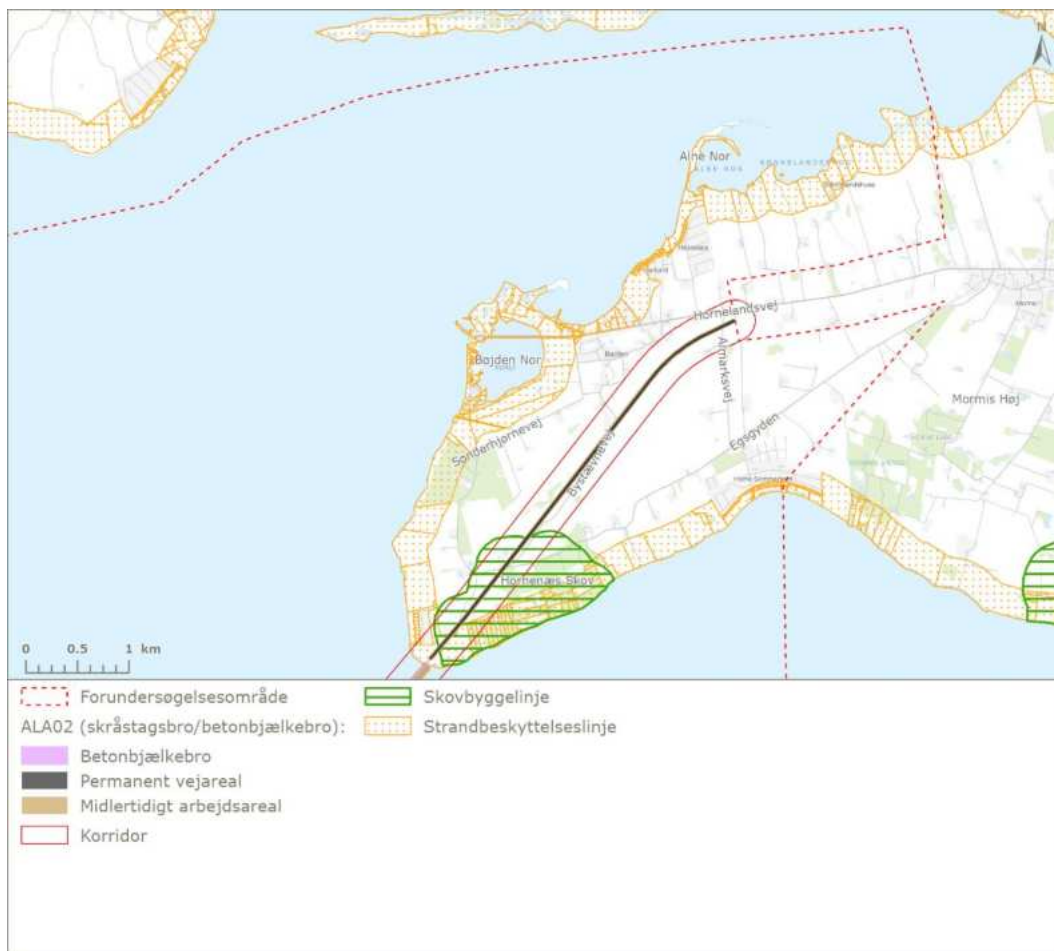 Alne Nor
Hornelandsvej
Bøjden Nor
Almarksvej
Mormis Høj
Egsgyden
Sønderhjørnevej
Bystævnevej
Hornenæs Skov
0 0.5 1 km
Forundersøgelsesområde
Skovbyggelinje
ALA02 (skråstagsbro/betonbjælkebro):
Strandbeskyttelseslinje
Betonbjælkebro
Permanent vejareal
Midlertidigt arbejdsareal
Korridor